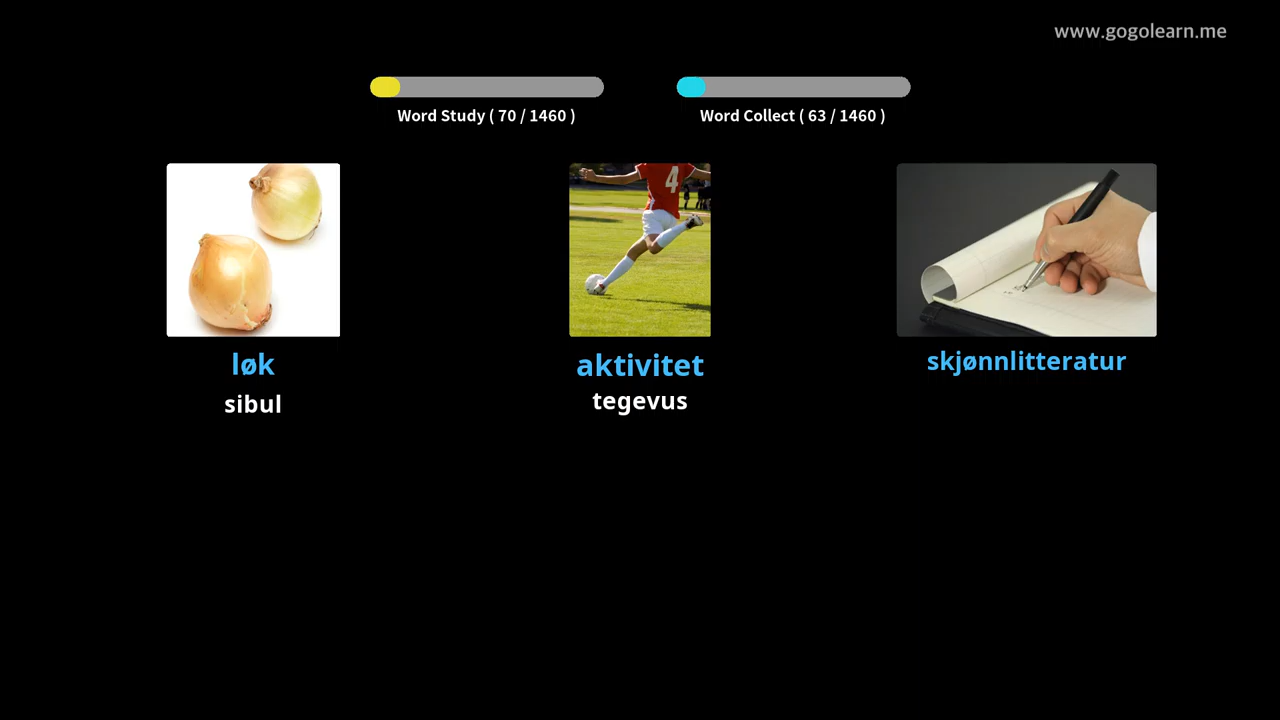 www.gogolearn.me
Word Study ( 70 / 1460 )
Word Collect ( 63 / 1460 )
løk
aktivitet
skjønnlitteratur
sibul
tegevus